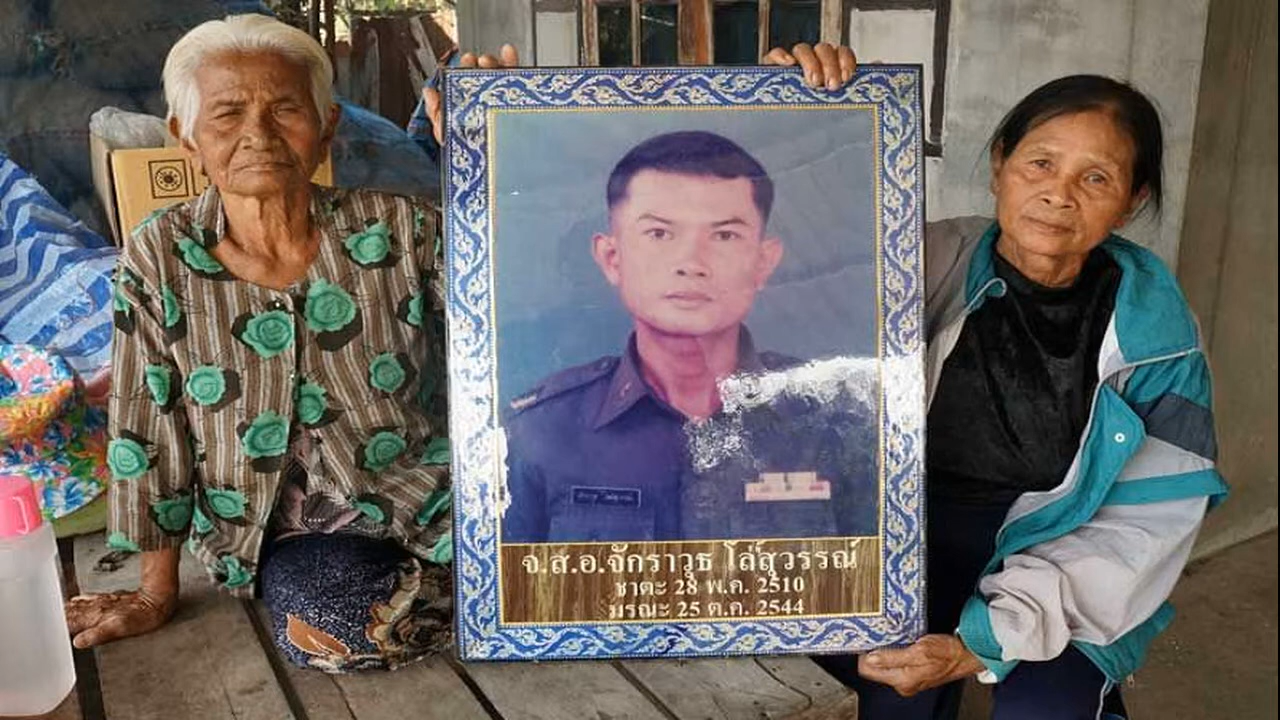 จ.ส.อ.จักราวุธ โล่สุวรรณ์
ชาตะ 28 พ.ค. 2510
มรณะ 25 ต.ค. 2544